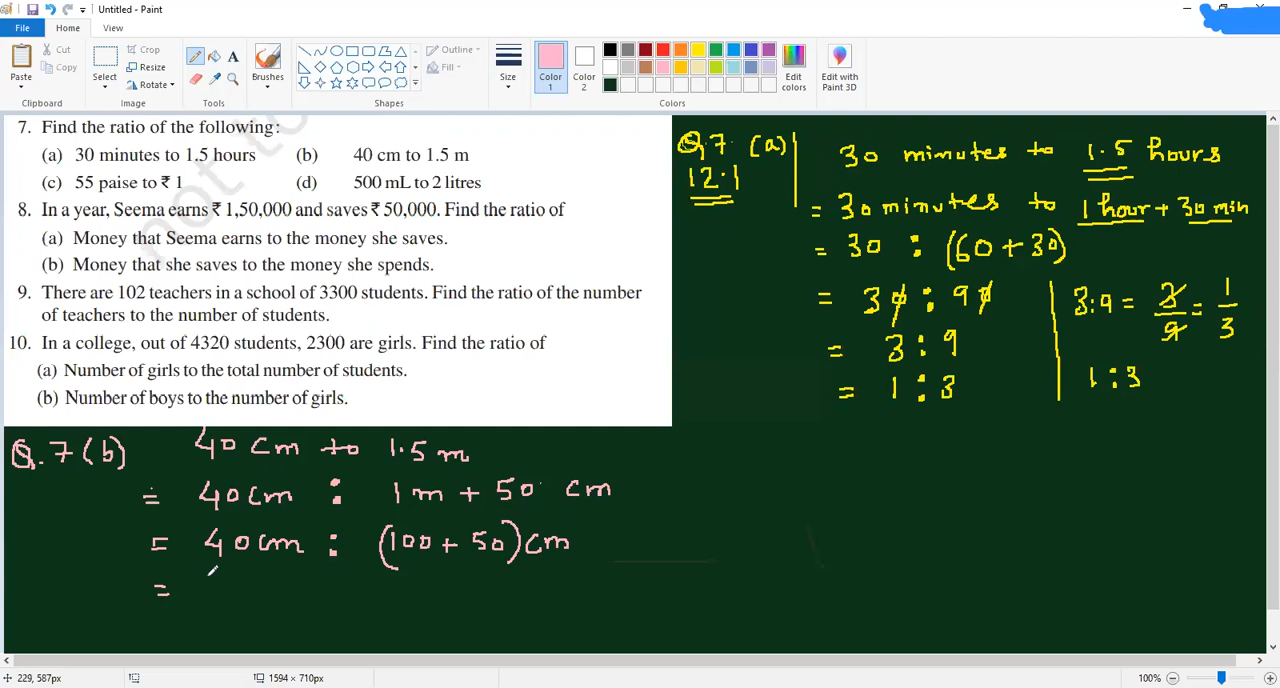 Untitled - Paint
File Home View
Paste
Cut
Copy
Clipboard
Select
Crop
Resize
Rotate
Image
A
Tools
Brushes
Shapes
Outline
Fill
Size
Color 1
Color 2
Edit colors
Colors
Edit with Paint 3D
not to
7. Find the ratio of the following:
(a) 30 minutes to 1.5 hours (b) 40 cm to 1.5 m
(c) 55 paise to ₹ 1 (d) 500 mL to 2 litres
8. In a year, Seema earns ₹ 1,50,000 and saves ₹ 50,000. Find the ratio of
(a) Money that Seema earns to the money she saves.
(b) Money that she saves to the money she spends.
9. There are 102 teachers in a school of 3300 students. Find the ratio of the number
of teachers to the number of students.
10. In a college, out of 4320 students, 2300 are girls. Find the ratio of
(a) Number of girls to the total number of students.
(b) Number of boys to the number of girls.
Q.7 (a)
12.1
30 minutes to 1.5 hours
= 30 minutes to 1 hour + 30 min
= 30 : (60+30)
= 30 : 90
= 3 : 9
= 1 : 3
3:9 = 3/9 = 1/3
1:3
Q.7(b) 40 cm to 1.5 m
= 40cm : 1m + 50 cm
= 40cm : (100+50)cm
=
229, 587px
1594 × 710px
100%